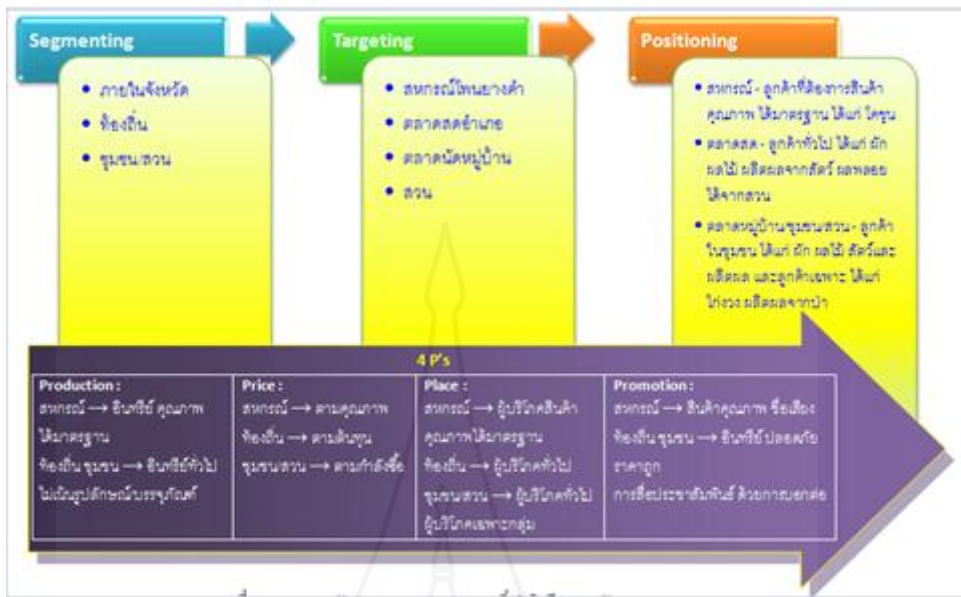 Segmenting
Targeting
Positioning
• ภายในจังหวัด
• ท้องถิ่น
• ชุมชน/สวน
• สหกรณ์โพนยางคำ
• ตลาดสดอำเภอ
• ตลาดนัดหมู่บ้าน
• สวน
• สหกรณ์ - ลูกค้าที่ต้องการสินค้า
คุณภาพ ได้มาตรฐาน ได้แก่ โคขุน
• ตลาดสด - ลูกค้าทั่วไป ได้แก่ ผัก
ผลไม้ ผลิตผลจากสัตว์ ผลพลอย
ได้จากสวน
• ตลาดหมู่บ้าน/ชุมชน/สวน - ลูกค้า
ในชุมชน ได้แก่ ผัก ผลไม้ สัตว์และ
ผลิตผล และลูกค้าเฉพาะ ได้แก่
ไก่งวง ผลิตผลจากป่า
4 P's
Production :
สหกรณ์ → อินทรีย์ คุณภาพ
ได้มาตรฐาน
ท้องถิ่น ชุมชน → อินทรีย์ทั่วไป
ไม่เน้นรูปลักษณ์บรรจุภัณฑ์
Price :
สหกรณ์ → ตามคุณภาพ
ท้องถิ่น → ตามต้นทุน
ชุมชน/สวน → ตามกำลังซื้อ
Place :
สหกรณ์ → ผู้บริโภคสินค้า
คุณภาพได้มาตรฐาน
ท้องถิ่น → ผู้บริโภคทั่วไป
ชุมชน/สวน → ผู้บริโภคทั่วไป
ผู้บริโภคเฉพาะกลุ่ม
Promotion :
สหกรณ์ → สินค้าคุณภาพ ชื่อเสียง
ท้องถิ่น ชุมชน → อินทรีย์ ปลอดภัย
ราคาถูก
การสื่อประชาสัมพันธ์ ด้วยการบอกต่อ